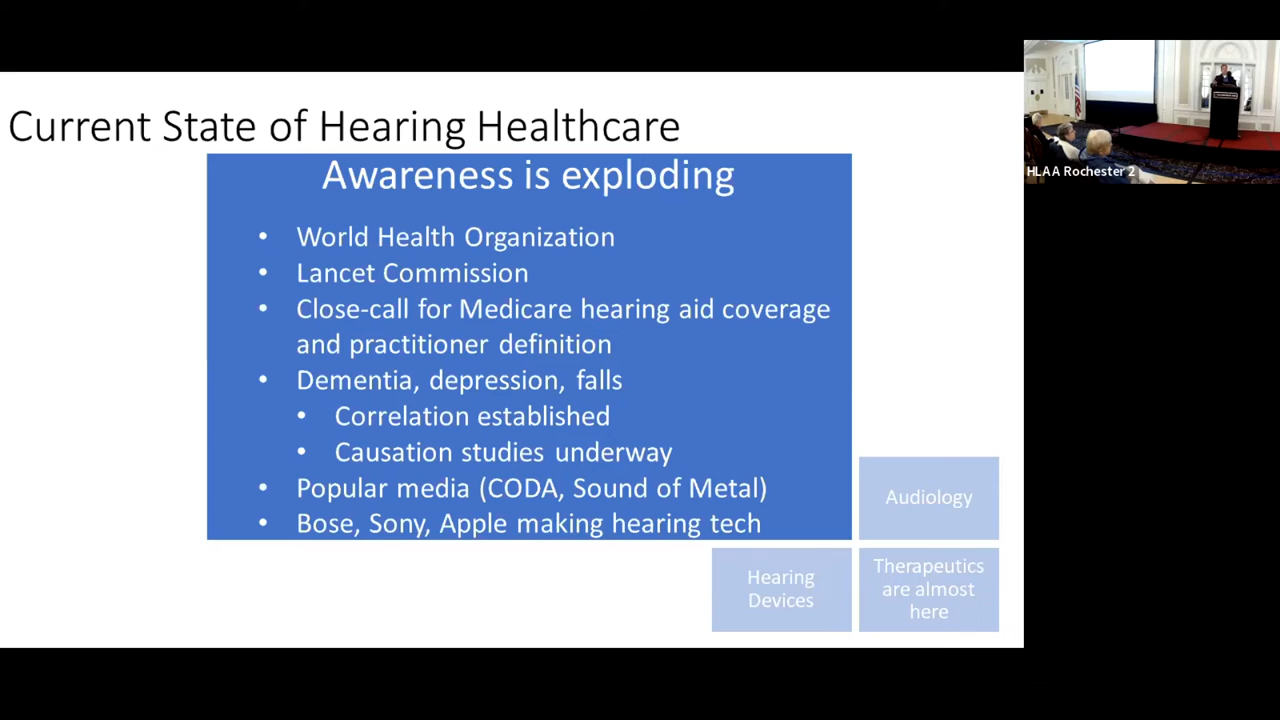 Current State of Hearing Healthcare
Awareness is exploding
• World Health Organization
• Lancet Commission
• Close-call for Medicare hearing aid coverage
and practitioner definition
• Dementia, depression, falls
• Correlation established
• Causation studies underway
• Popular media (CODA, Sound of Metal)
• Bose, Sony, Apple making hearing tech
Audiology
Hearing
Devices
Therapeutics
are almost
here
HLAA Rochester 2